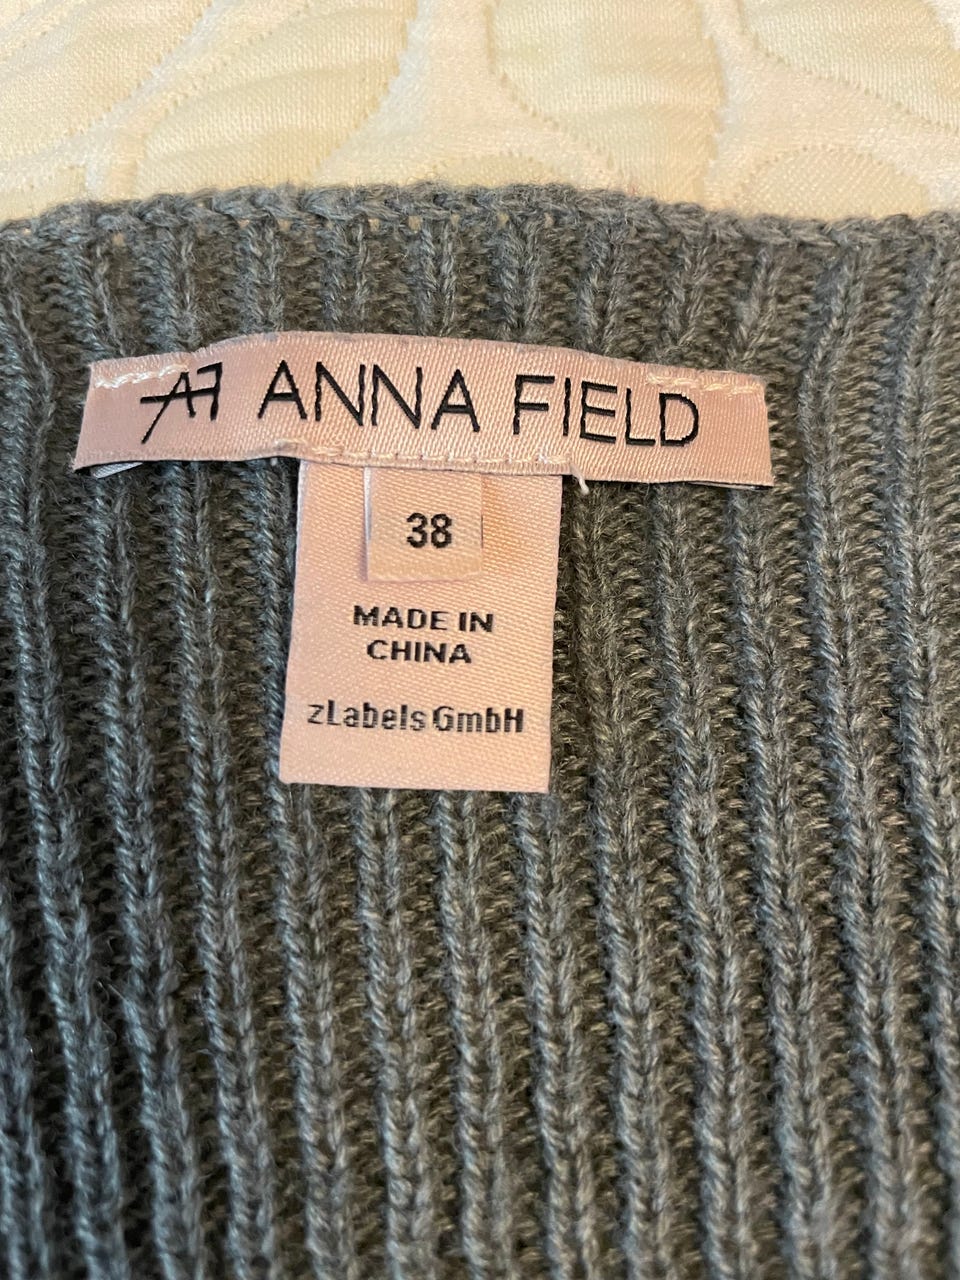 AF ANNA FIELD
38
MADE IN
CHINA
zLabels GmbH